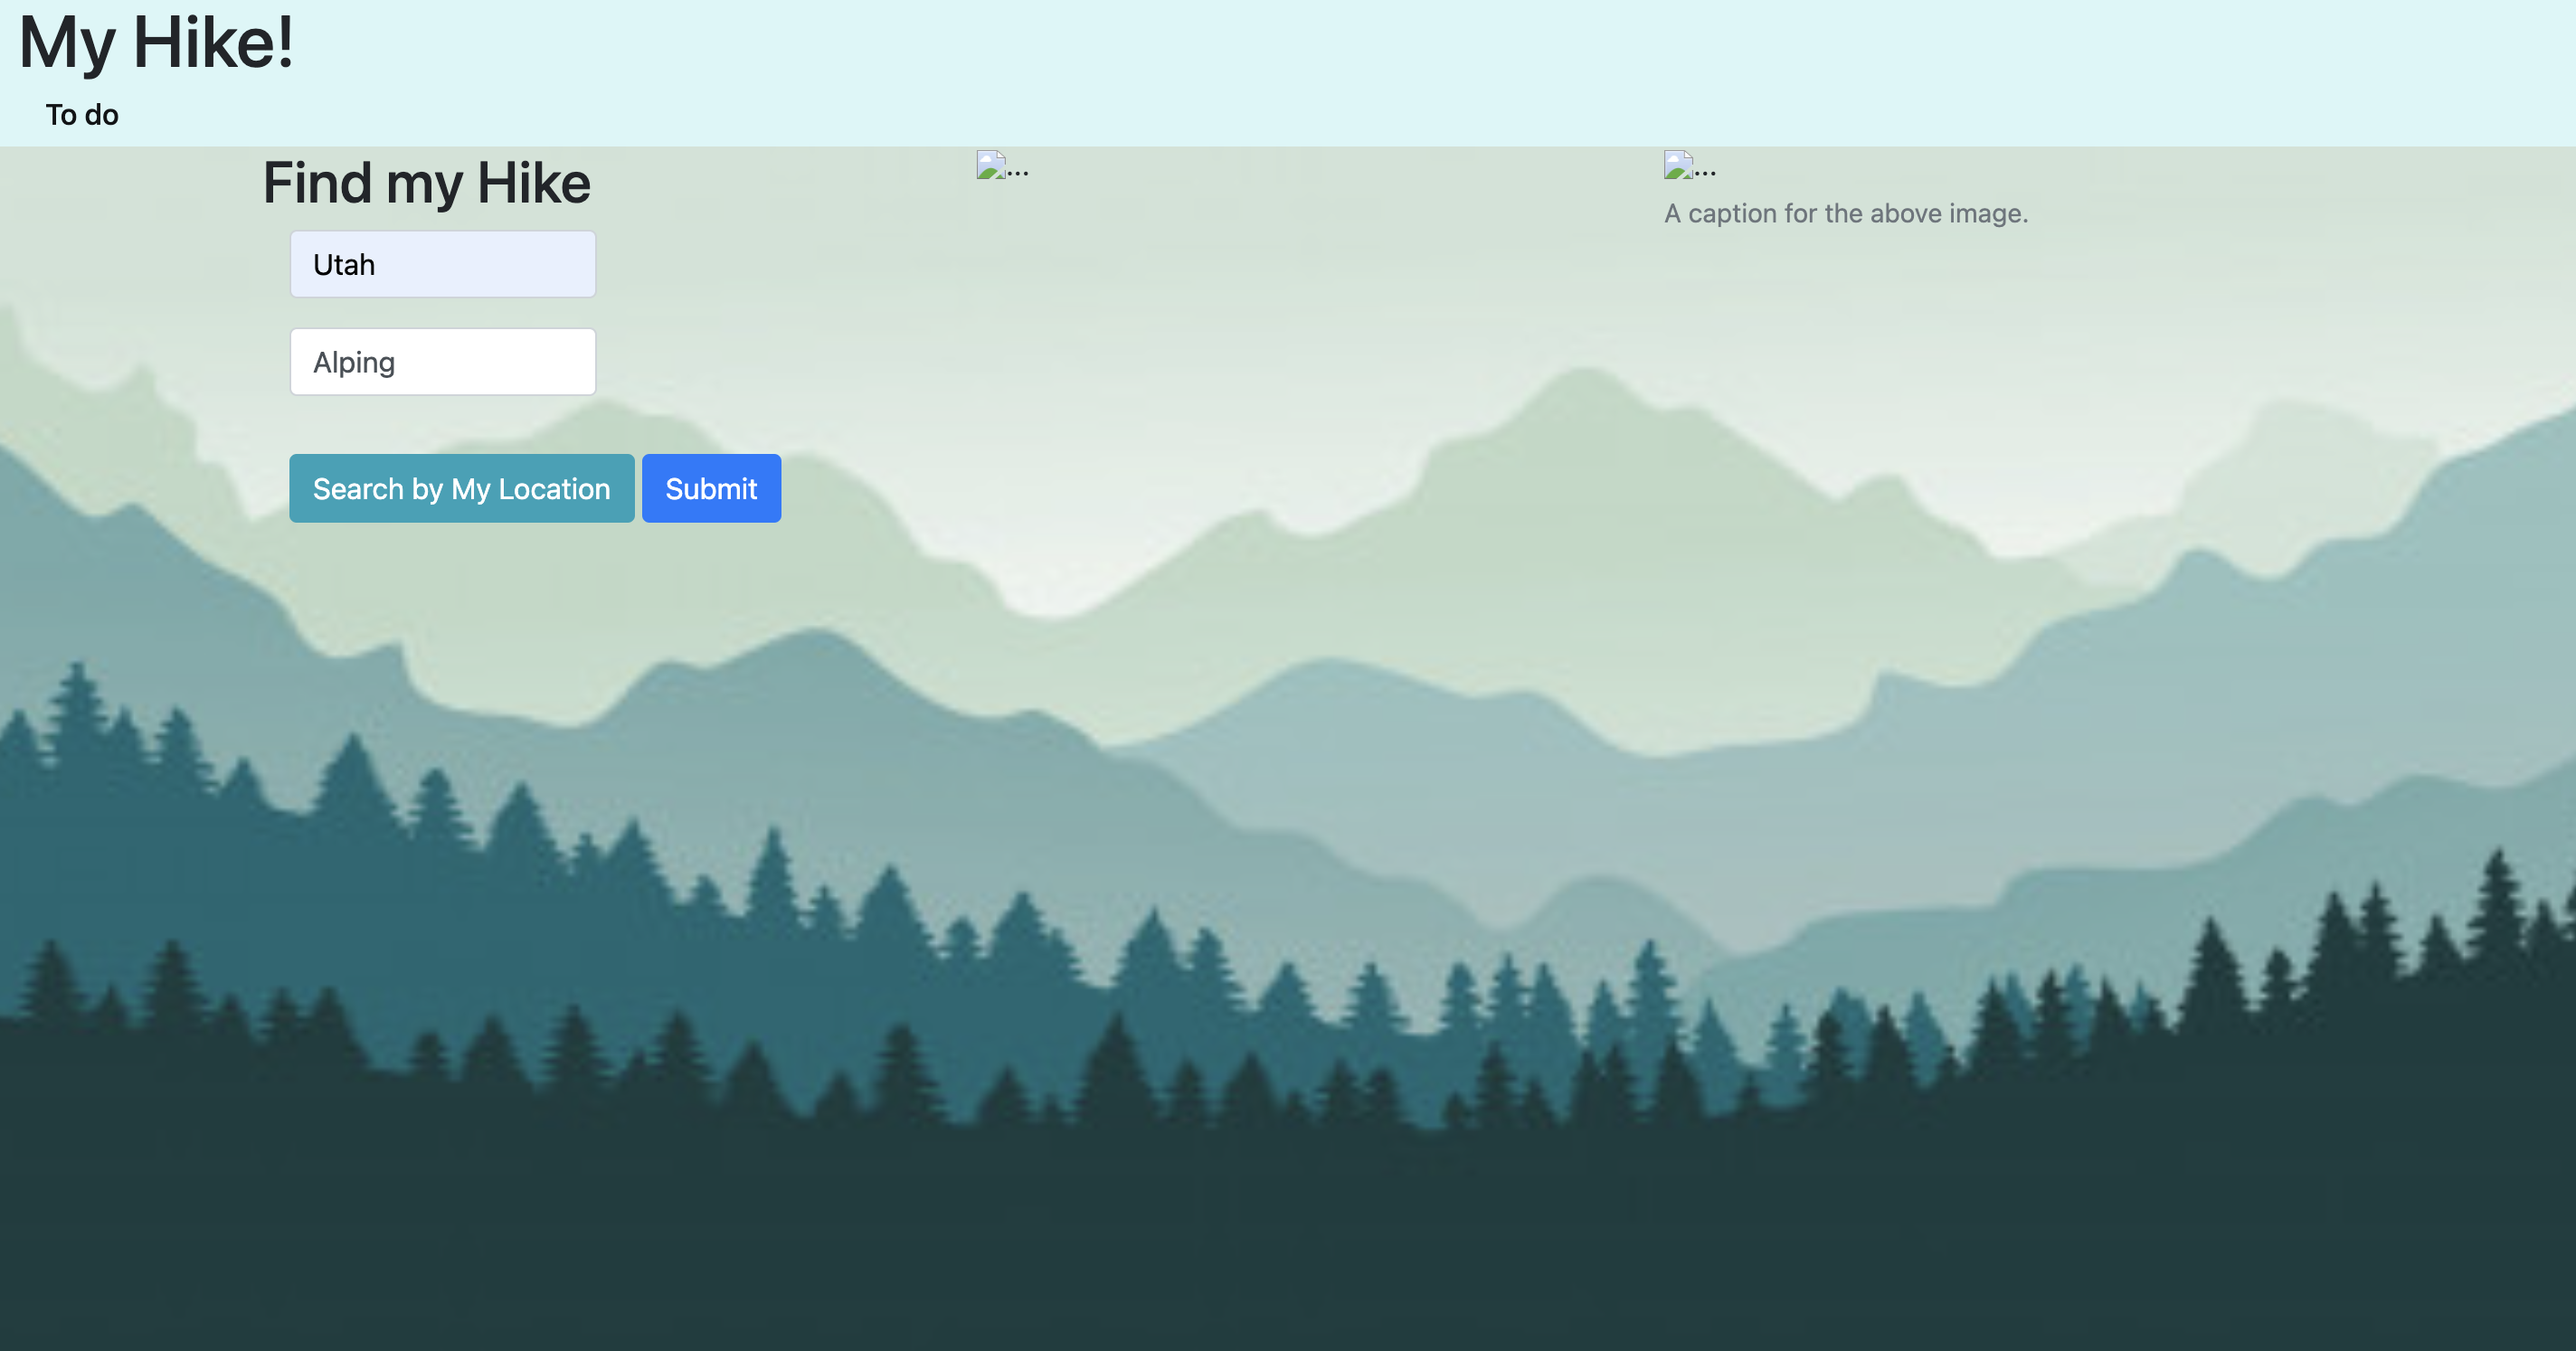 My Hike!
To do
Find my Hike
...
...
A caption for the above image.
Utah
Alping
Search by My Location Submit